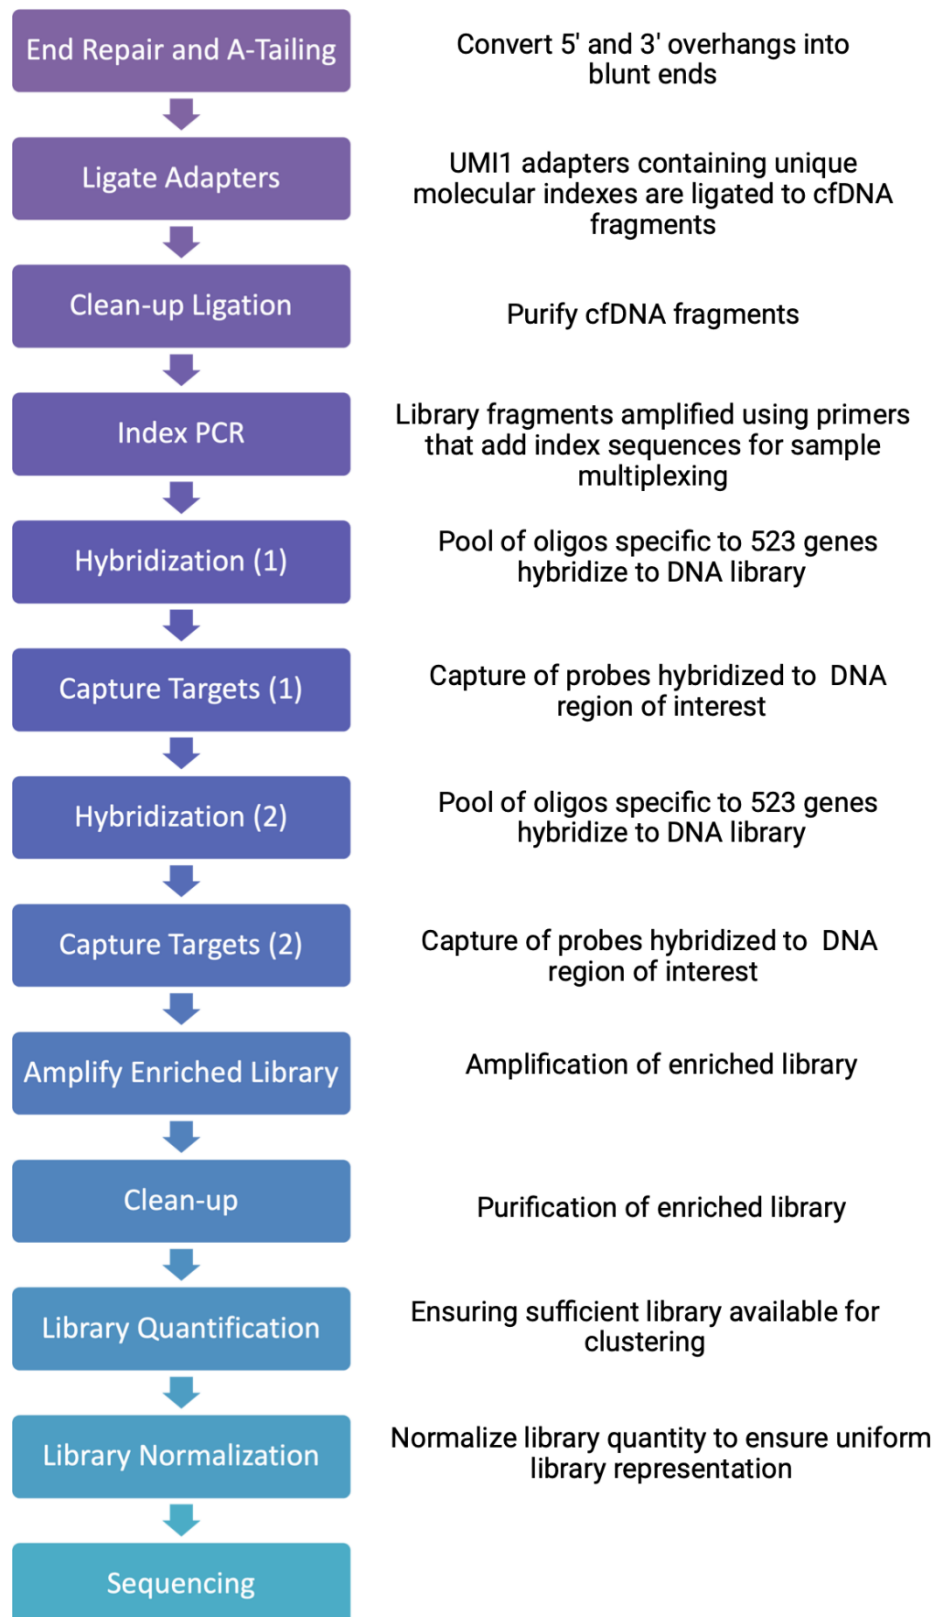 End Repair and A-Tailing
Convert 5' and 3' overhangs into
blunt ends
Ligate Adapters
UMI1 adapters containing unique
molecular indexes are ligated to cfDNA
fragments
Clean-up Ligation
Purify cfDNA fragments
Index PCR
Library fragments amplified using primers
that add index sequences for sample
multiplexing
Hybridization (1)
Pool of oligos specific to 523 genes
hybridize to DNA library
Capture Targets (1)
Capture of probes hybridized to DNA
region of interest
Hybridization (2)
Pool of oligos specific to 523 genes
hybridize to DNA library
Capture Targets (2)
Capture of probes hybridized to DNA
region of interest
Amplify Enriched Library
Amplification of enriched library
Clean-up
Purification of enriched library
Library Quantification
Ensuring sufficient library available for
clustering
Library Normalization
Normalize library quantity to ensure uniform
library representation
Sequencing